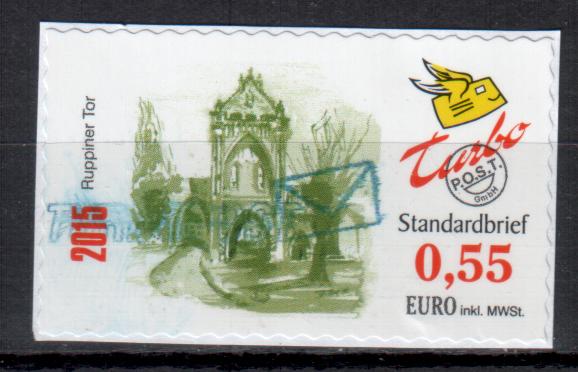 Ruppiner Tor
2015
turbo
P.O.S.T.
GmbH
Standardbrief
0,55
EURO inkl. MWSt.